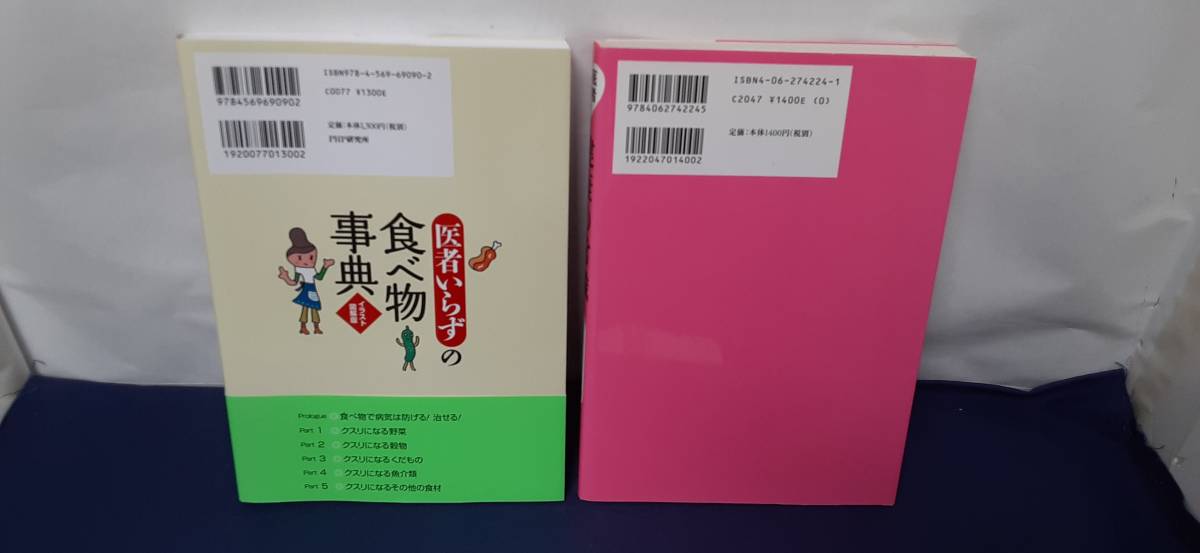 ISBN978-4-569-69090-2
C0077 ¥1300E
9784569690902
定価:本体1,300円(税別)
PHP研究所
1920077013002
医者いらずの
食べ物
事典
イラスト
図解版
Prologue 食べ物で病気は防げる! 治せる!
Part 1 クスリになる野菜
Part 2 クスリになる穀物
Part 3 クスリになるくだもの
Part 4 クスリになる魚介類
Part 5 クスリになるその他の食材
ISBN4-06-274224-1
C2047 ¥1400E (0)
9784062742245
定価:本体1400円(税別)
1922047014002